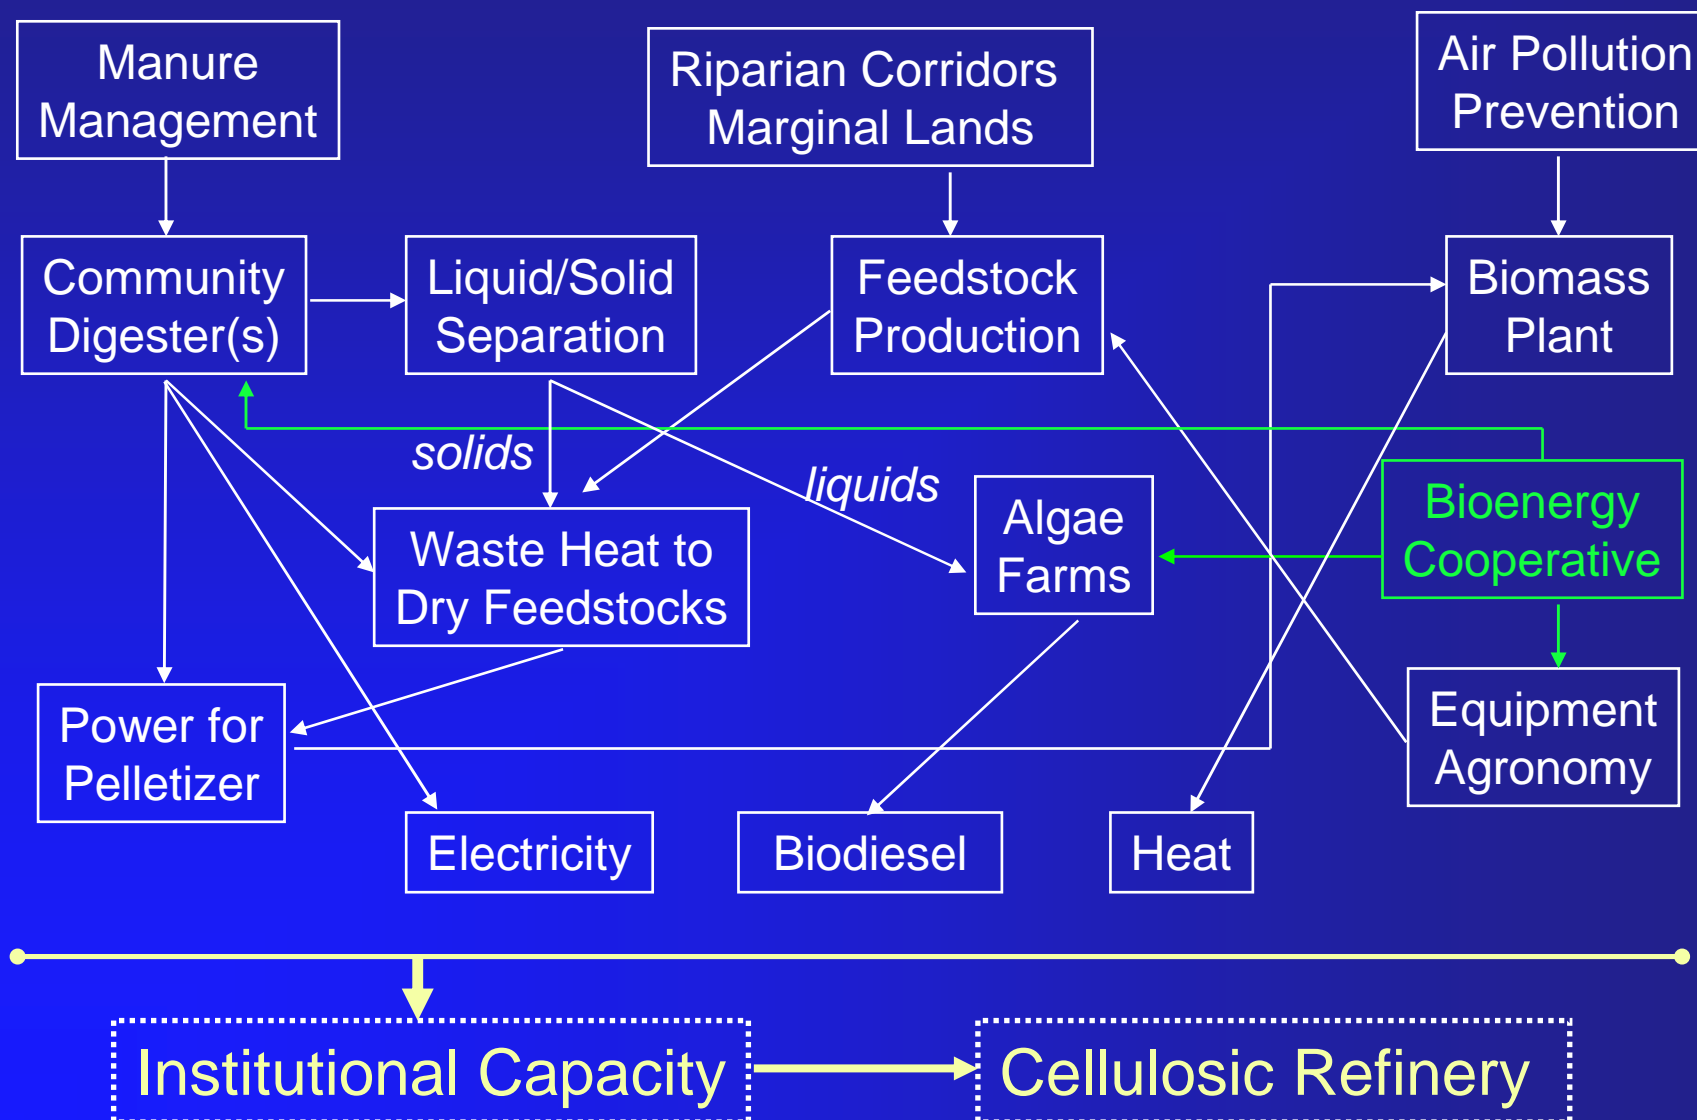 Manure
Management
Riparian Corridors
Marginal Lands
Air Pollution
Prevention
Community
Digester(s)
Liquid/Solid
Separation
Feedstock
Production
Biomass
Plant
solids
liquids
Waste Heat to
Dry Feedstocks
Algae
Farms
Bioenergy
Cooperative
Power for
Pelletizer
Equipment
Agronomy
Electricity
Biodiesel
Heat
Institutional Capacity
Cellulosic Refinery